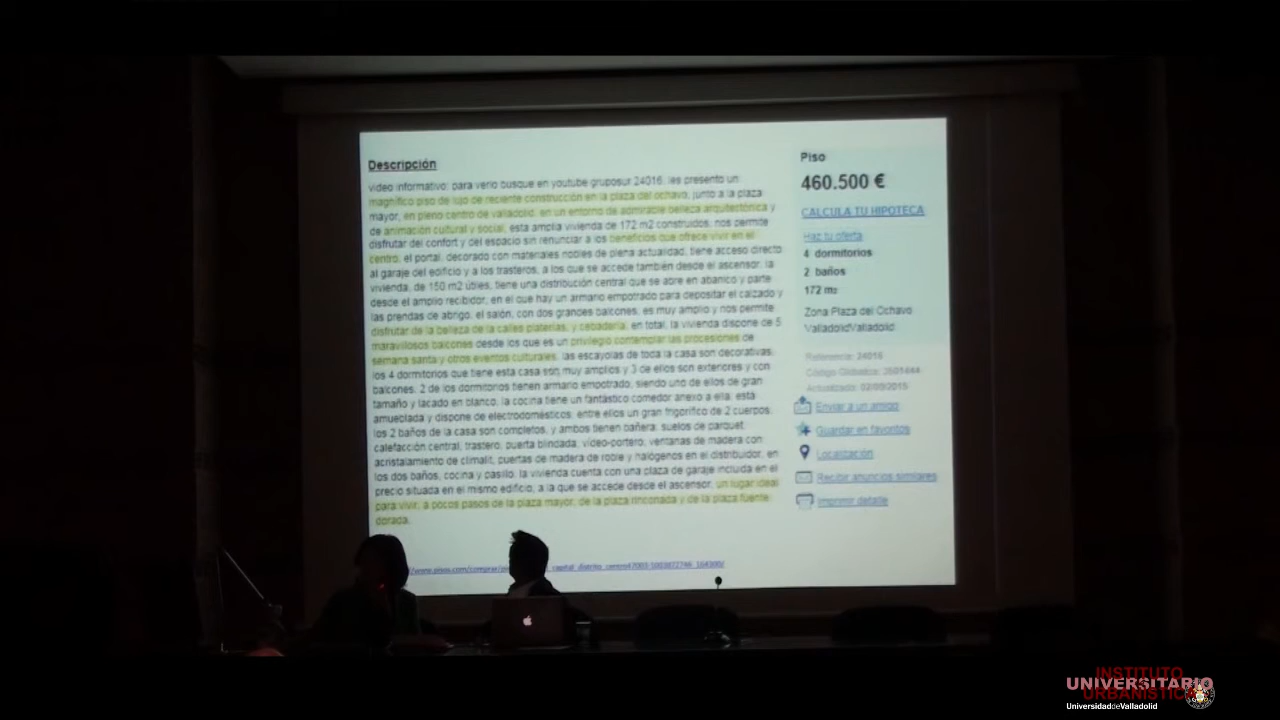 Descripción
video informativo: para verlo busque en youtube gruposur 24016. les presento un
magnífico piso de lujo de reciente construcción en la plaza del ochavo, junto a la plaza
mayor, en pleno centro de valladolid, en un entorno de admirable belleza arquitectónica y
de animación cultural y social, esta amplia vivienda de 172 m2 construidos, nos permite
disfrutar del confort y del espacio sin renunciar a los beneficios que ofrece vivir en el
centro, el portal, decorado con materiales nobles de plena actualidad, tiene acceso directo
al garaje del edificio y a los trasteros, a los que se accede también desde el ascensor, la
vivienda, de 150 m2 útiles, tiene una distribución central que se abre en abanico y parte
desde el amplio recibidor, en el que hay un armario empotrado para depositar el calzado y
las prendas de abrigo, el salón, con dos grandes balcones, es muy amplio y nos permite
disfrutar de la belleza de la calles platerías, y cebadería, en total, la vivienda dispone de 5
maravillosos balcones desde los que es un privilegio contemplar las procesiones de
semana santa y otros eventos culturales, las escayolas de toda la casa son decorativas.
los 4 dormitorios que tiene esta casa son muy amplios y 3 de ellos son exteriores y con
balcones. 2 de los dormitorios tienen armario empotrado, siendo uno de ellos de gran
tamaño y lacado en blanco, la cocina tiene un fantástico comedor anexo a ella, está
amueblada y dispone de electrodomésticos, entre ellos un gran frigorífico de 2 cuerpos.
los 2 baños de la casa son completos, y ambos tienen bañera, suelos de parquet,
calefacción central, trastero, puerta blindada, vídeo-portero, ventanas de madera con
acristalamiento de climalit, puertas de madera de roble y halógenos en el distribuidor, en
los dos baños, cocina y pasillo, la vivienda cuenta con una plaza de garaje incluida en el
precio situada en el mismo edificio, a la que se accede desde el ascensor, un lugar ideal
para vivir, a pocos pasos de la plaza mayor, de la plaza rinconada y de la plaza fuente
dorada.
Piso
460.500 €
CALCULA TU HIPOTECA
Haz tu oferta
4 dormitorios
2 baños
172 m2
Zona Plaza del Ochavo
ValladolidValladolid
Referencia: 24016
Actualizado: 02/09/2015
Enviar a un amigo
Guardar en favoritos
Localización
Recibir anuncios similares
Imprimir detalle
INSTITUTO
UNIVERSITARIO
URBANÍSTICA
UniversidaddeValladolid